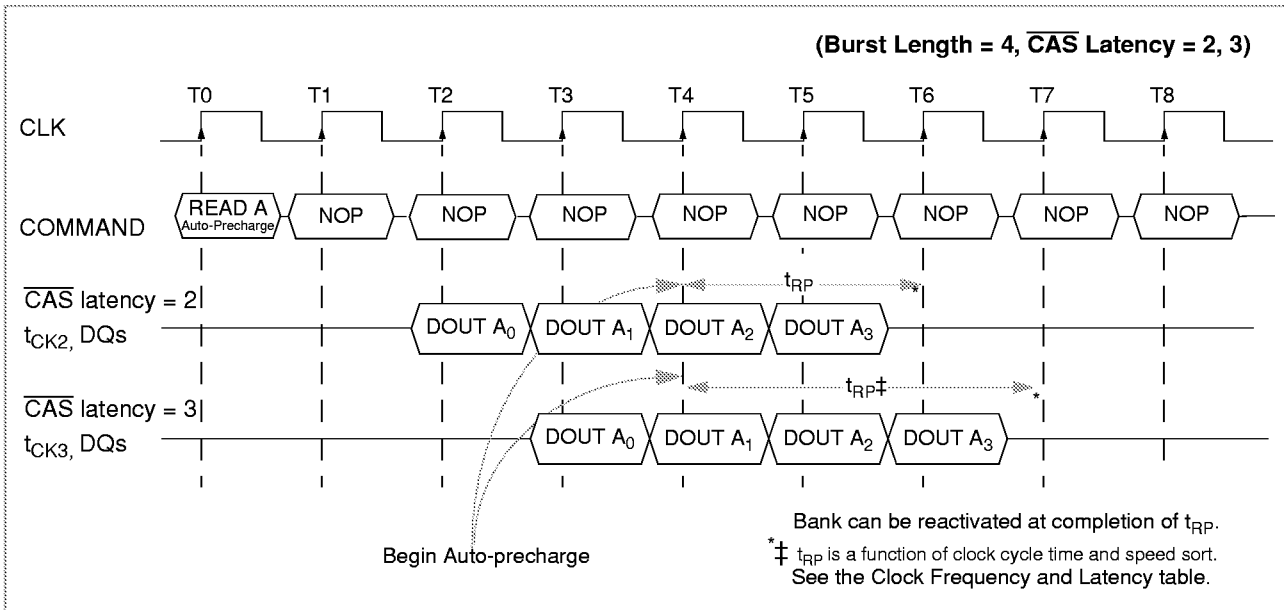 (Burst Length = 4, CAS Latency = 2, 3)
T0 T1 T2 T3 T4 T5 T6 T7 T8
CLK
COMMAND
READ A NOP NOP NOP NOP NOP NOP NOP NOP
Auto-Precharge
CAS latency = 2
tRP
*
tCK2, DQs
DOUT A0 DOUT A1 DOUT A2 DOUT A3
CAS latency = 3
tRP‡
*
tCK3, DQs
DOUT A0 DOUT A1 DOUT A2 DOUT A3
Begin Auto-precharge
Bank can be reactivated at completion of tRP.
*‡ tRP is a function of clock cycle time and speed sort.
See the Clock Frequency and Latency table.